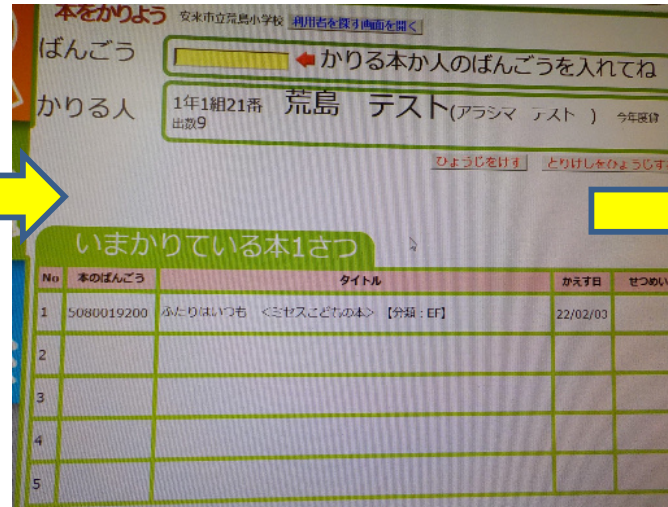 本をかりよう 安来市立荒島小学校 利用者を探す画面を開く
ばんごう かりる本か人のばんごうを入れてね
かりる人 1年1組21番 荒島 テスト(アラシマ テスト ) 今年度貸
出数9
ひょうじをけす とりけしをひょうじす
いまかりている本1さつ
No 本のばんごう タイトル かえす日 せつめい
1 5080019200 ふたりはいつも <ミセスこどもの本> 【分類:EF】 22/02/03
2
3
4
5